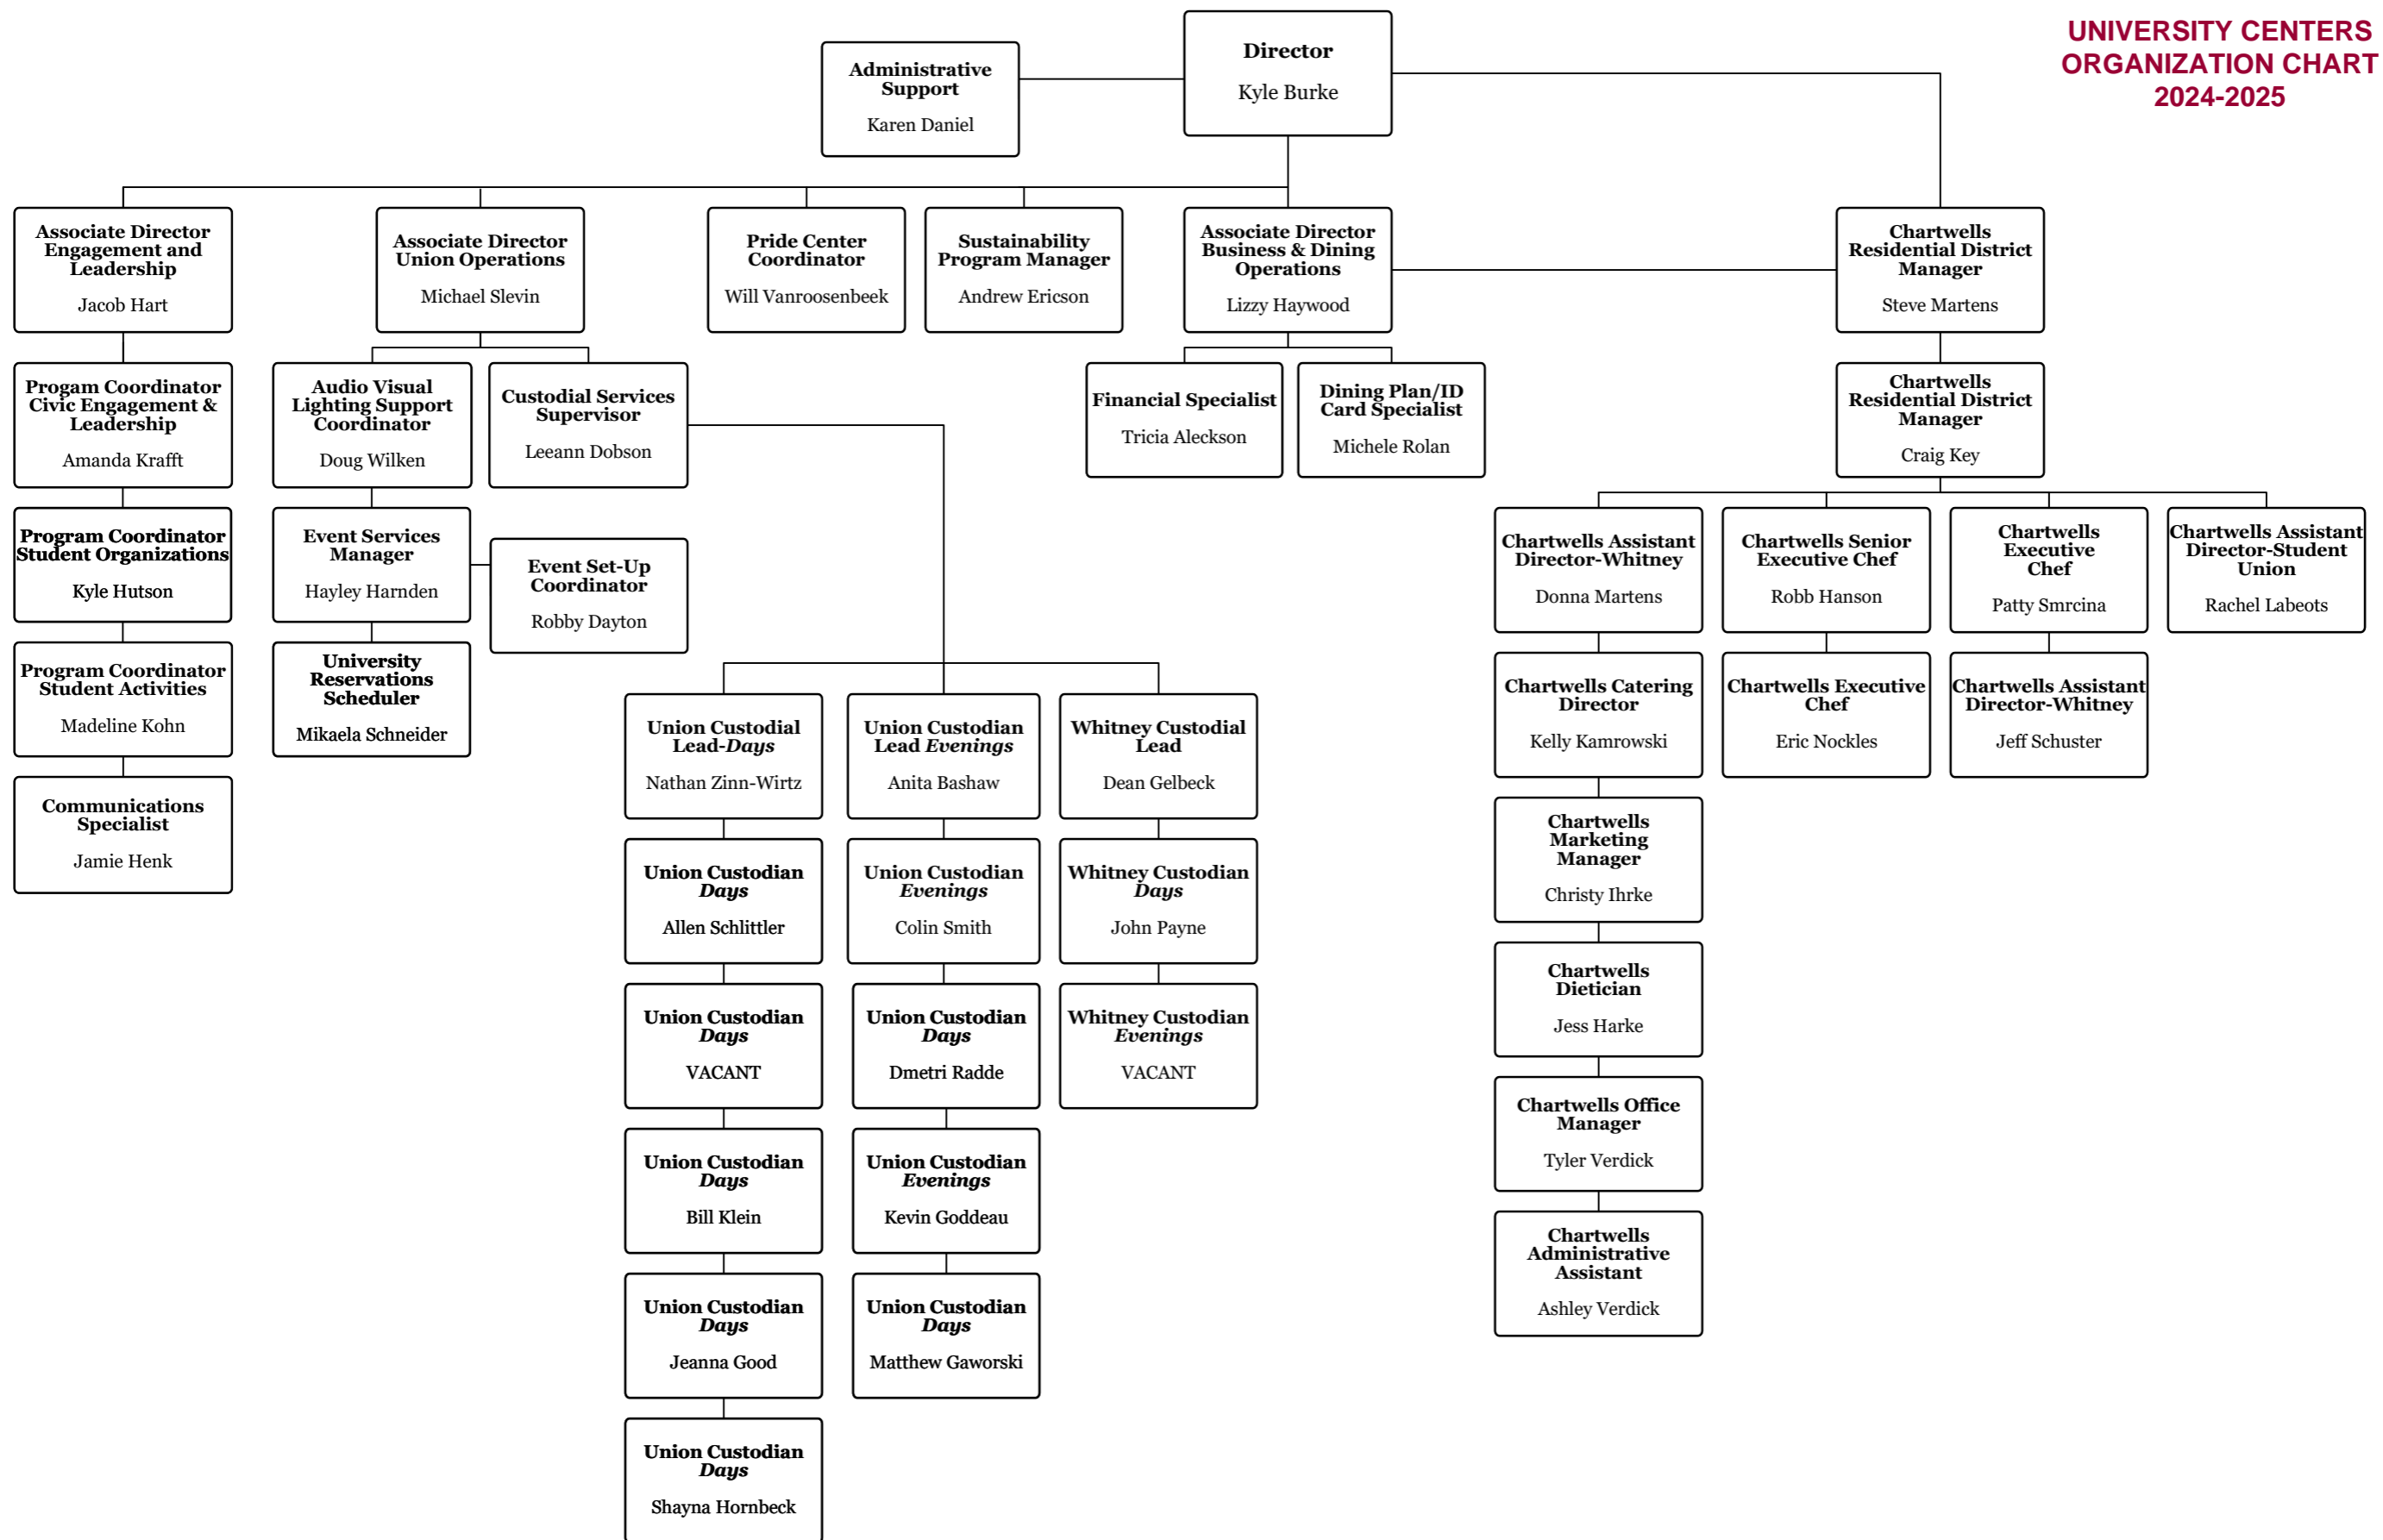 UNIVERSITY CENTERS
ORGANIZATION CHART
2024-2025
Director
Kyle Burke
Administrative
Support
Karen Daniel
Associate Director
Engagement and
Leadership
Jacob Hart
Associate Director
Union Operations
Michael Slevin
Pride Center
Coordinator
Will Vanroosenbeek
Sustainability
Program Manager
Andrew Ericson
Associate Director
Business & Dining
Operations
Lizzy Haywood
Chartwells
Residential District
Manager
Steve Martens
Progam Coordinator
Civic Engagement &
Leadership
Amanda Krafft
Audio Visual
Lighting Support
Coordinator
Doug Wilken
Custodial Services
Supervisor
Leeann Dobson
Financial Specialist
Tricia Aleckson
Dining Plan/ID
Card Specialist
Michele Rolan
Chartwells
Residential District
Manager
Craig Key
Program Coordinator
Student Organizations
Kyle Hutson
Event Services
Manager
Hayley Harnden
Event Set-Up
Coordinator
Robby Dayton
Chartwells Assistant
Director-Whitney
Donna Martens
Chartwells Senior
Executive Chef
Robb Hanson
Chartwells
Executive
Chef
Patty Smrcina
Chartwells Assistant
Director-Student
Union
Rachel Labeots
Program Coordinator
Student Activities
Madeline Kohn
University
Reservations
Scheduler
Mikaela Schneider
Union Custodial
Lead-Days
Nathan Zinn-Wirtz
Union Custodian
Lead Evenings
Anita Bashaw
Whitney Custodial
Lead
Dean Gelbeck
Chartwells Catering
Director
Kelly Kamrowski
Chartwells Executive
Chef
Eric Nockles
Chartwells Assistant
Director-Whitney
Jeff Schuster
Communications
Specialist
Jamie Henk
Union Custodian
Days
Allen Schlittler
Union Custodian
Evenings
Colin Smith
Whitney Custodian
Days
John Payne
Chartwells
Marketing
Manager
Christy Ihrke
Union Custodian
Days
VACANT
Union Custodian
Days
Dmetri Radde
Whitney Custodian
Evenings
VACANT
Chartwells
Dietician
Jess Harke
Union Custodian
Days
Bill Klein
Union Custodian
Evenings
Kevin Goddeau
Chartwells Office
Manager
Tyler Verdick
Union Custodian
Days
Jeanna Good
Union Custodian
Days
Matthew Gaworski
Chartwells
Administrative
Assistant
Ashley Verdick
Union Custodian
Days
Shayna Hornbeck